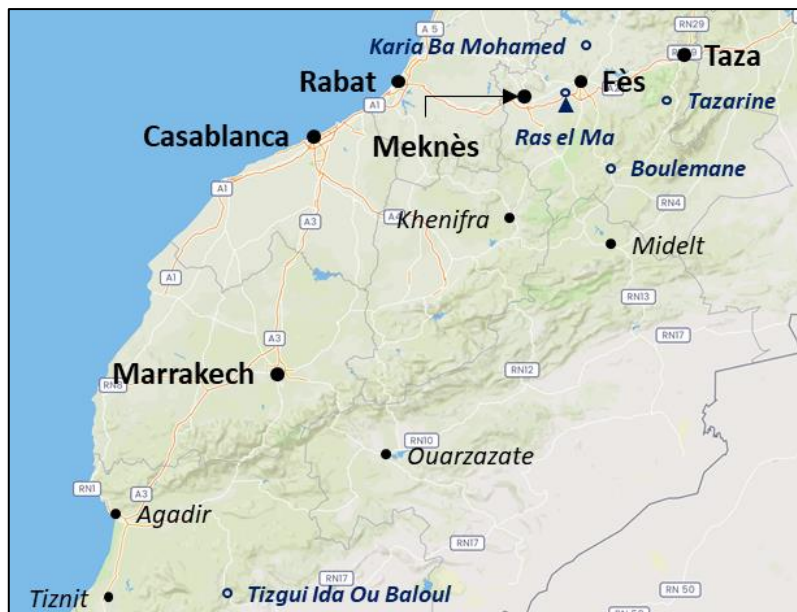 RN29
A 5
Karia Ba Mohamed
Taza
Rabat
Fès
A1
Tazarine
Casablanca
Ras el Ma
Meknès
Boulemane
A1
RN4
Khenifra
A3
Midelt
A1
RN13
A3
RN17
Marrakech
RN12
RN8
RN10
Ouarzazate
RN1
A3
Agadir
RN17
RN17
RN 50
Tiznit
Tizgui Ida Ou Baloul
RN 50